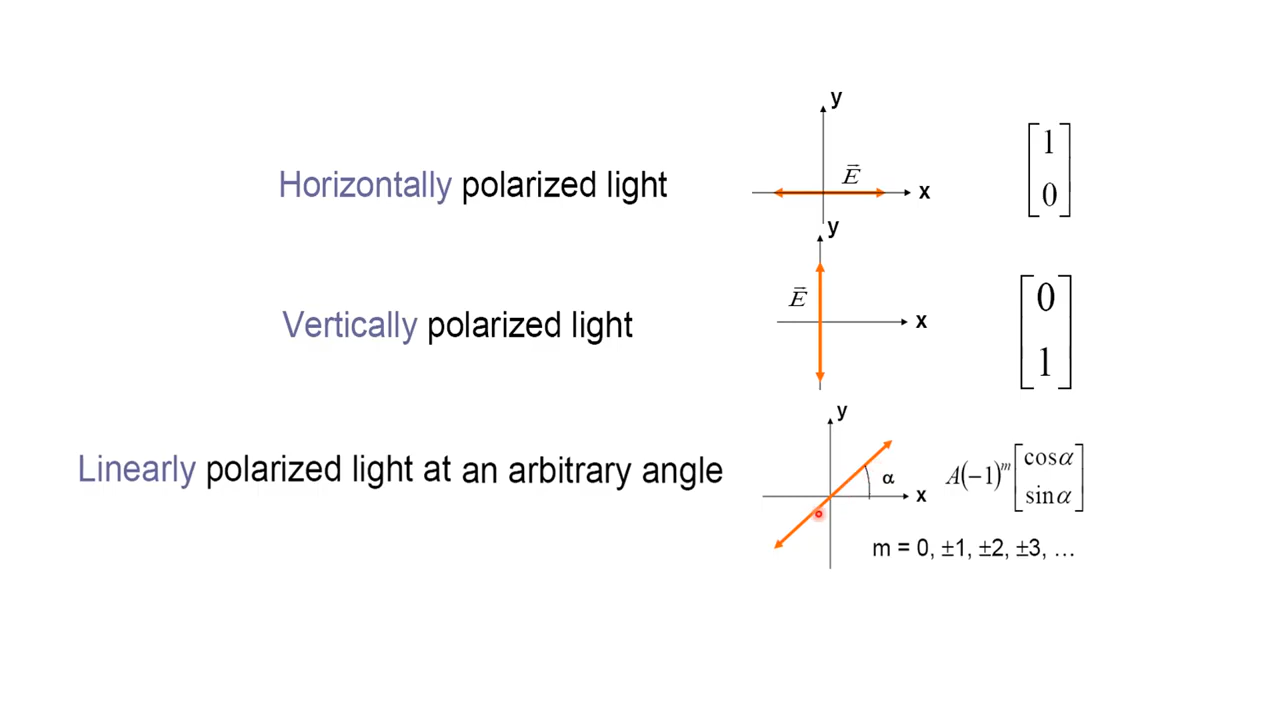 y
E⃗
Horizontally polarized light
x
[1
0]
y
E⃗
Vertically polarized light
x
[0
1]
y
Linearly polarized light at an arbitrary angle
α
x
A(−1)^m [cosα
sinα]
m = 0, ±1, ±2, ±3, …